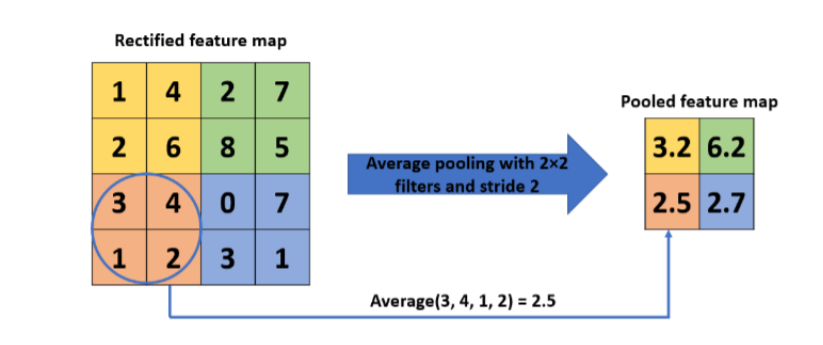 Rectified feature map
1 4 2 7
2 6 8 5
3 4 0 7
1 2 3 1
Average pooling with 2×2
filters and stride 2
Pooled feature map
3.2 6.2
2.5 2.7
Average(3, 4, 1, 2) = 2.5